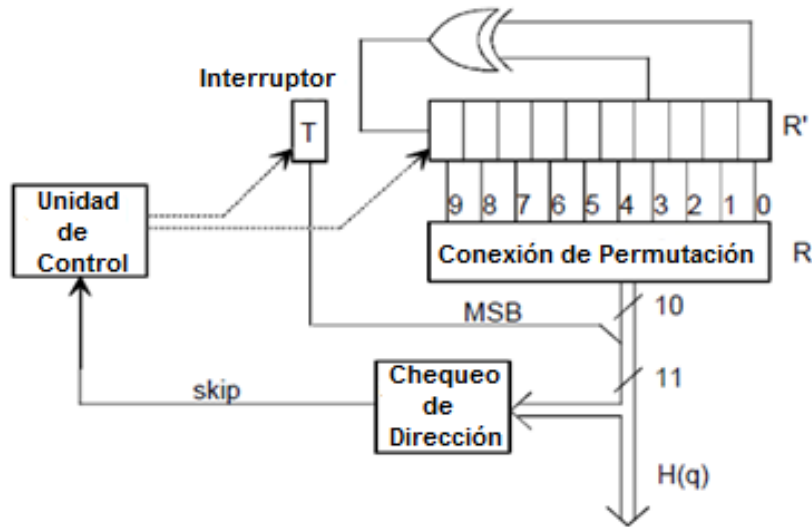 Interruptor
T
R'
9 8 7 6 5 4 3 2 1 0
Unidad
de
Control
Conexión de Permutación
R
10
MSB
11
skip
Chequeo
de
Dirección
H(q)